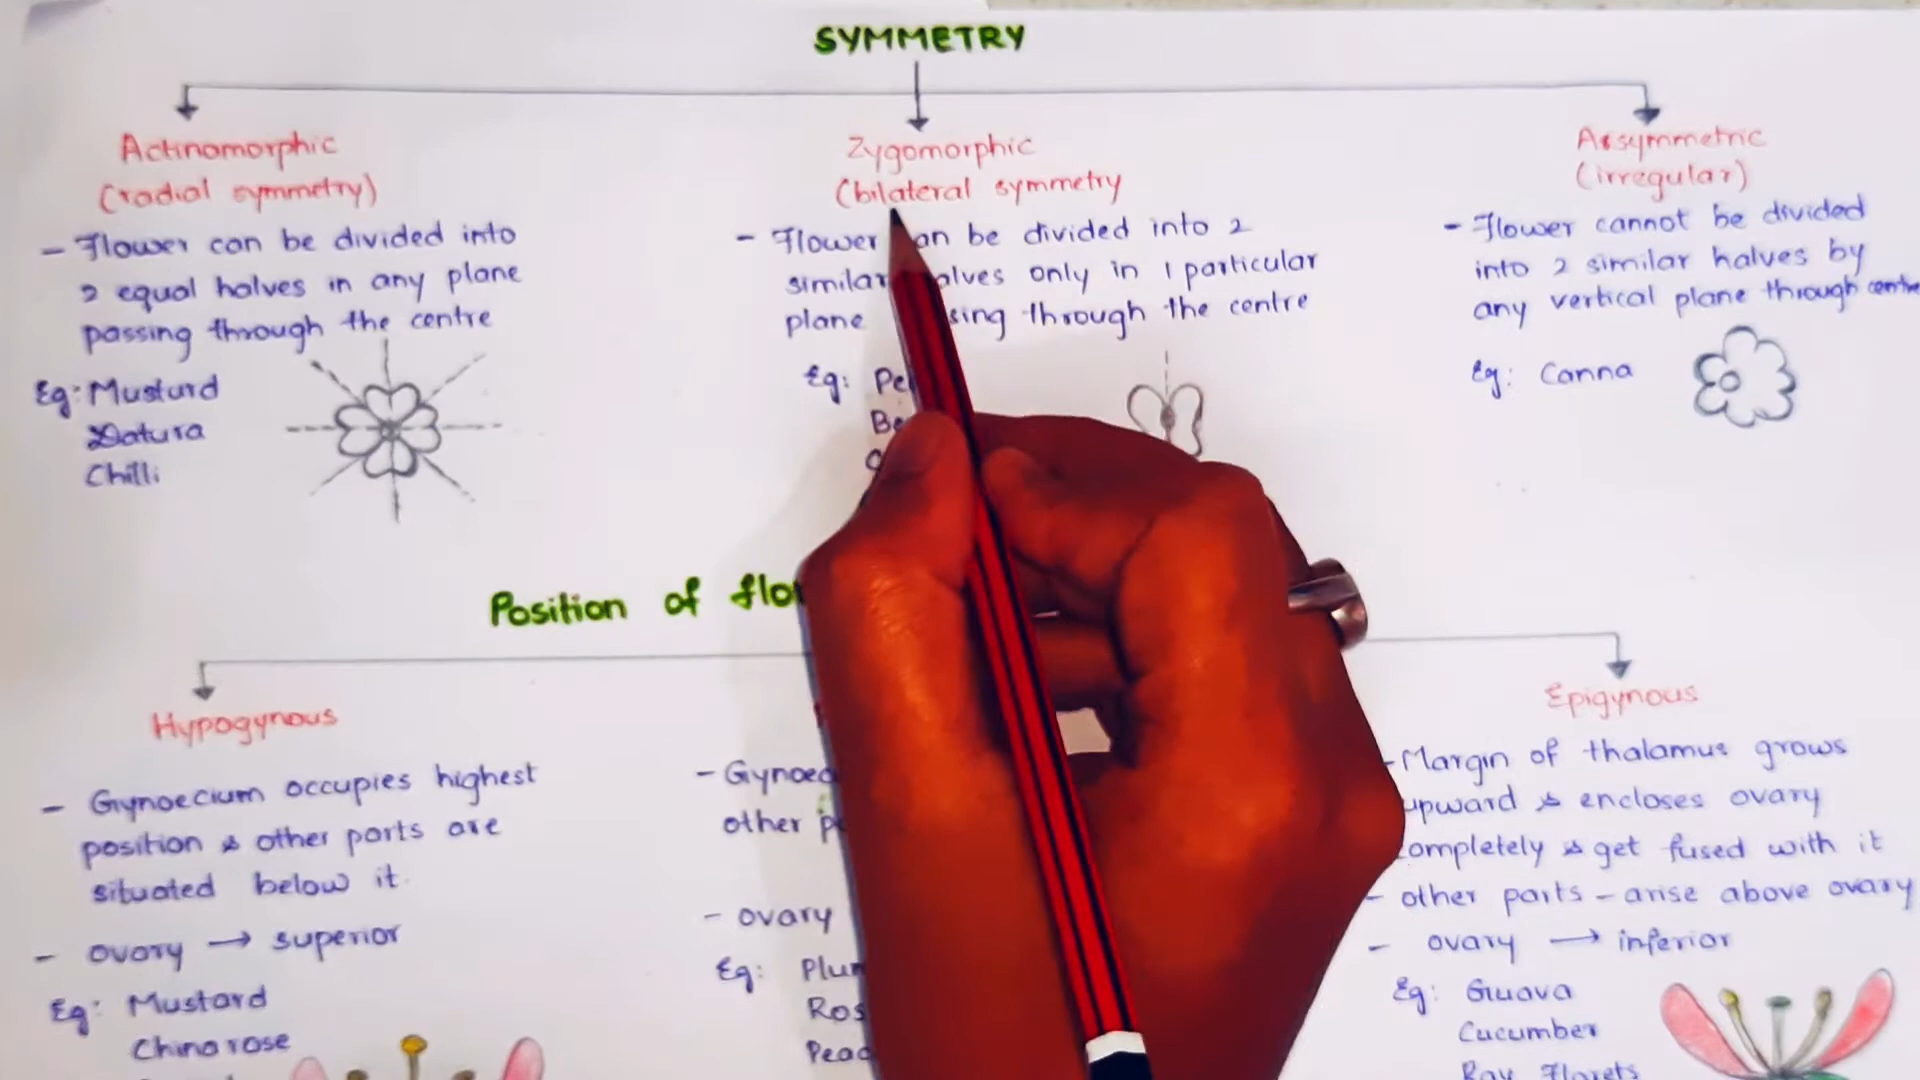 SYMMETRY
Actinomorphic
(radial symmetry)
- Flower can be divided into
2 equal halves in any plane
passing through the centre
Eg: Musturd
Datura
Chilli
Zygomorphic
(bilateral symmetry
- Flower can be divided into 2
similar halves only in 1 particular
plane through the centre
Eg:
Assymmetric
(irregular)
- Flower cannot be divided
into 2 similar halves by
any vertical plane through centre
Eg: Canna
Position of
Hypogynous
- Gynoecium occupies highest
position & other parts are
situated below it.
- ovary → superior
Eg: Mustard
China rose
-
other
- ovary
Eg:
Epigynous
- Margin of thalamus grows
upward & encloses ovary
completely & get fused with it
- other parts - arise above ovary
- ovary → inferior
Eg: Guava
Cucumber
Ray Florets